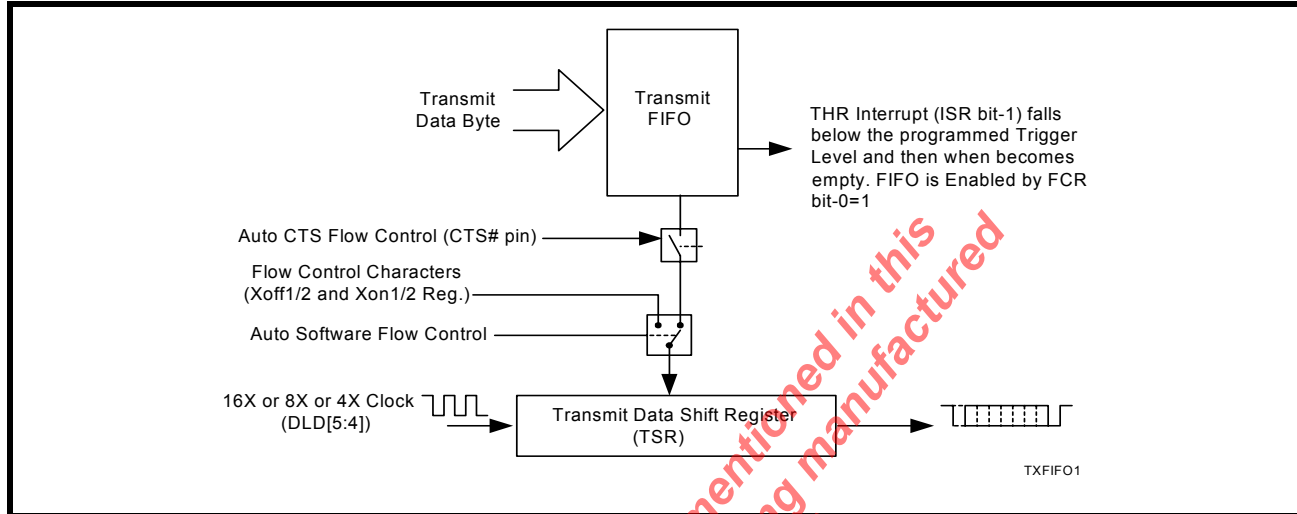 Transmit
Data Byte
Transmit
FIFO
THR Interrupt (ISR bit-1) falls
below the programmed Trigger
Level and then when becomes
empty. FIFO is Enabled by FCR
bit-0=1
Auto CTS Flow Control (CTS# pin)
Flow Control Characters
(Xoff1/2 and Xon1/2 Reg.)
Auto Software Flow Control
16X or 8X or 4X Clock
(DLD[5:4])
Transmit Data Shift Register
(TSR)
TXFIFO1
mentioned in this
ng manufactured